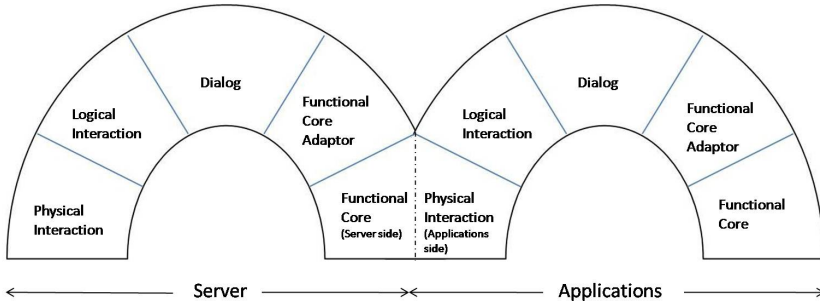 Physical
Interaction
Logical
Interaction
Dialog
Functional
Core
Adaptor
Functional
Core
(Server side)
Physical
Interaction
(Applications
side)
Logical
Interaction
Dialog
Functional
Core
Adaptor
Functional
Core
Server
Applications